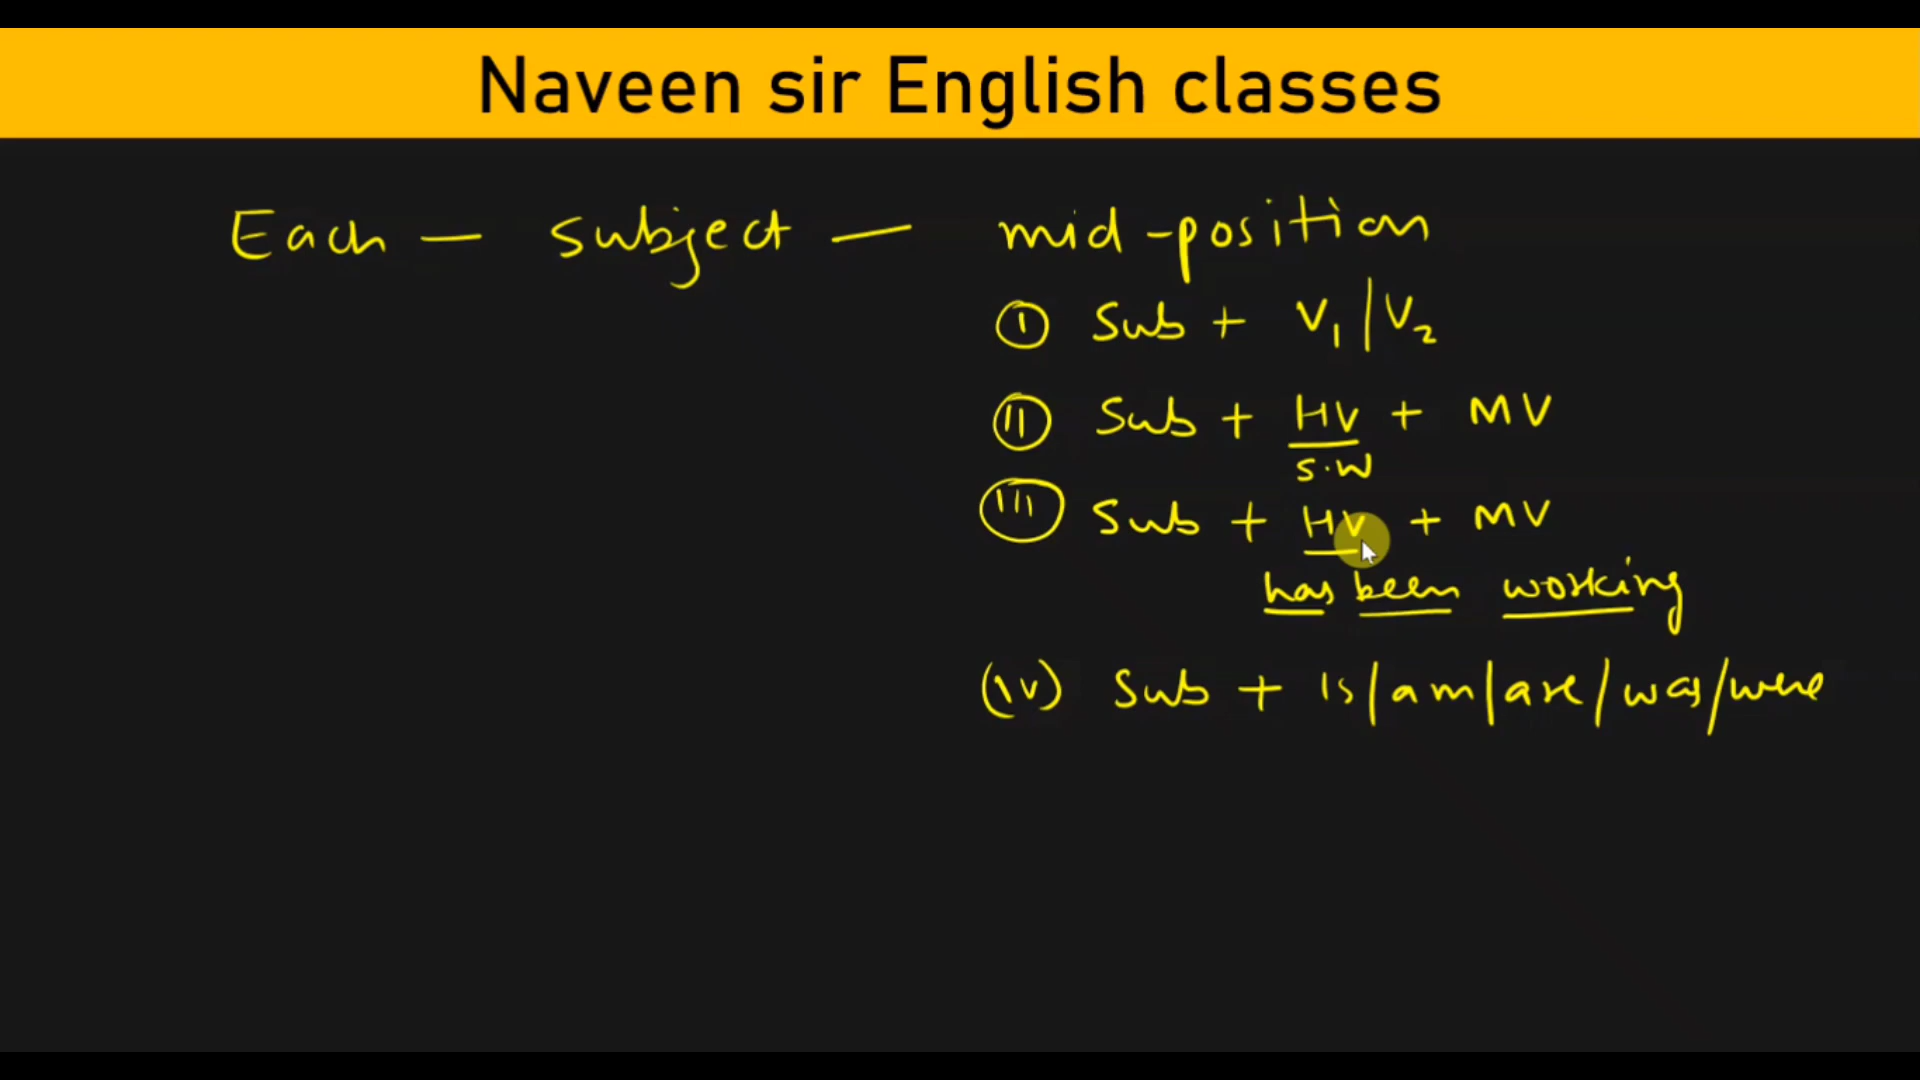 Naveen sir English classes
Each — subject — mid-position
(i) Sub + V₁ | V₂
(ii) Sub + HV + MV
S.W
(iii) Sub + HV + MV
has been working
(iv) Sub + is/am/are/was/were